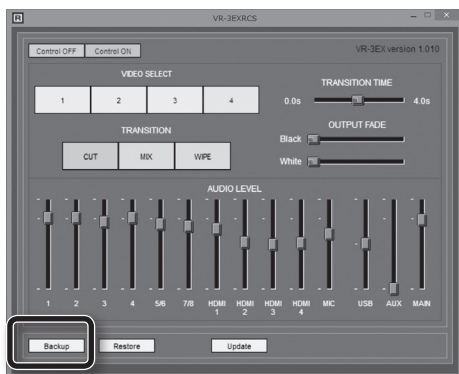 R
VR-3EXRCS
Control OFF Control ON
VR-3EX version 1.010
VIDEO SELECT
1 2 3 4
TRANSITION TIME
0.0s 4.0s
TRANSITION
CUT MIX WIPE
OUTPUT FADE
Black
White
AUDIO LEVEL
1 2 3 4 5/6 7/8 HDMI 1 HDMI 2 HDMI 3 HDMI 4 MIC USB AUX MAIN
Backup Restore Update